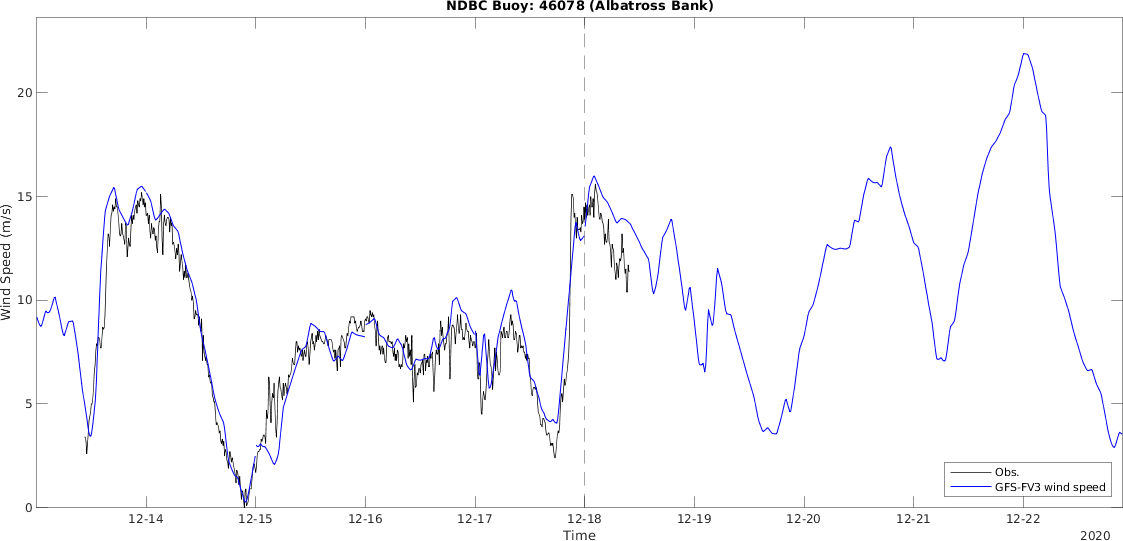 NDBC Buoy: 46078 (Albatross Bank)
Wind Speed (m/s)
20
15
10
5
0
12-14 12-15 12-16 12-17 12-18 12-19 12-20 12-21 12-22
Time
2020
Obs.
GFS-FV3 wind speed